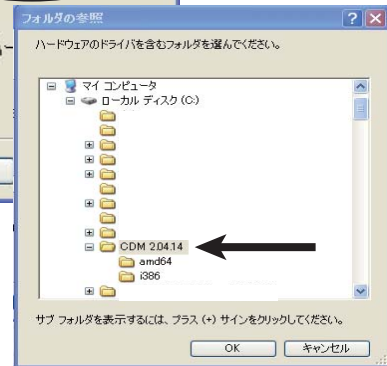 フォルダの参照
ハードウェアのドライバを含むフォルダを選んでください。
マイ コンピュータ
ローカル ディスク (C:)
CDM 2.04.14
amd64
i386
サブ フォルダを表示するには、プラス (+) サインをクリックしてください。
OK
キャンセル